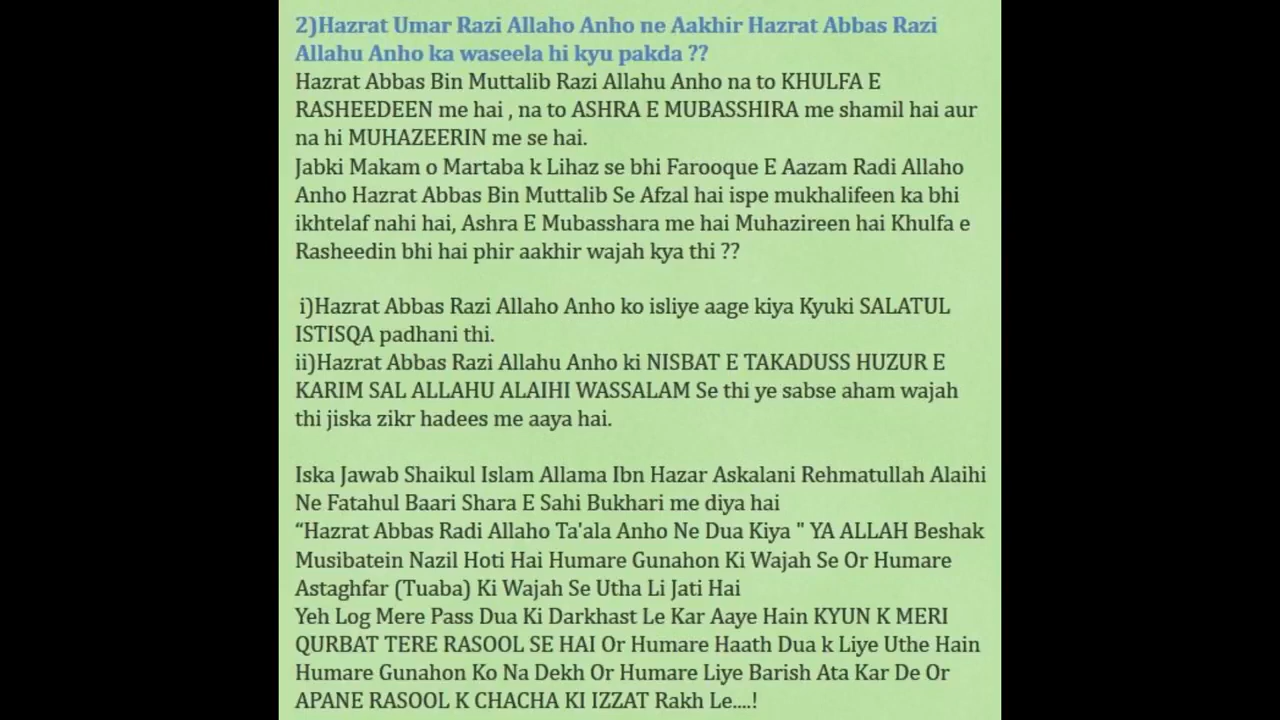 2)Hazrat Umar Razi Allaho Anho ne Aakhir Hazrat Abbas Razi
Allahu Anho ka waseela hi kyu pakda ??
Hazrat Abbas Bin Muttalib Razi Allahu Anho na to KHULFA E
RASHEEDEEN me hai , na to ASHRA E MUBASSHIRA me shamil hai aur
na hi MUHAZEERIN me se hai.
Jabki Makam o Martaba k Lihaz se bhi Farooque E Aazam Radi Allaho
Anho Hazrat Abbas Bin Muttalib Se Afzal hai ispe mukhalifeen ka bhi
ikhtelaf nahi hai, Ashra E Mubasshara me hai Muhazireen hai Khulfa e
Rasheedin bhi hai phir aakhir wajah kya thi ??
i)Hazrat Abbas Razi Allaho Anho ko isliye aage kiya Kyuki SALATUL
ISTISQA padhani thi.
ii)Hazrat Abbas Razi Allahu Anho ki NISBAT E TAKADUSS HUZUR E
KARIM SAL ALLAHU ALAIHI WASSALAM Se thi ye sabse aham wajah
thi jiska zikr hadees me aaya hai.
Iska Jawab Shaikul Islam Allama Ibn Hazar Askalani Rehmatullah Alaihi
Ne Fatahul Baari Shara E Sahi Bukhari me diya hai
“Hazrat Abbas Radi Allaho Ta'ala Anho Ne Dua Kiya " YA ALLAH Beshak
Musibatein Nazil Hoti Hai Humare Gunahon Ki Wajah Se Or Humare
Astaghfar (Tuaba) Ki Wajah Se Utha Li Jati Hai
Yeh Log Mere Pass Dua Ki Darkhast Le Kar Aaye Hain KYUN K MERI
QURBAT TERE RASOOL SE HAI Or Humare Haath Dua k Liye Uthe Hain
Humare Gunahon Ko Na Dekh Or Humare Liye Barish Ata Kar De Or
APANE RASOOL K CHACHA KI IZZAT Rakh Le....!